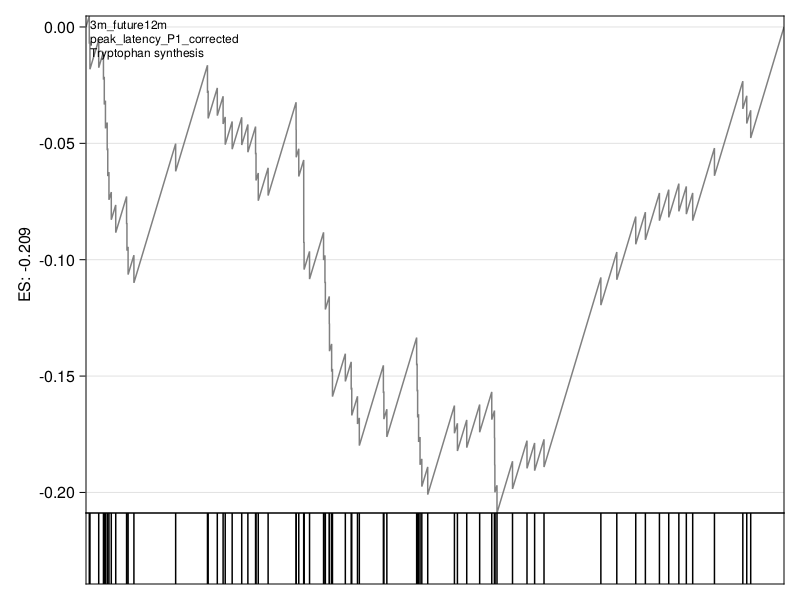 3m_future12m
peak_latency_P1_corrected
Tryptophan synthesis
0.00
-0.05
-0.10
-0.15
-0.20
ES: -0.209